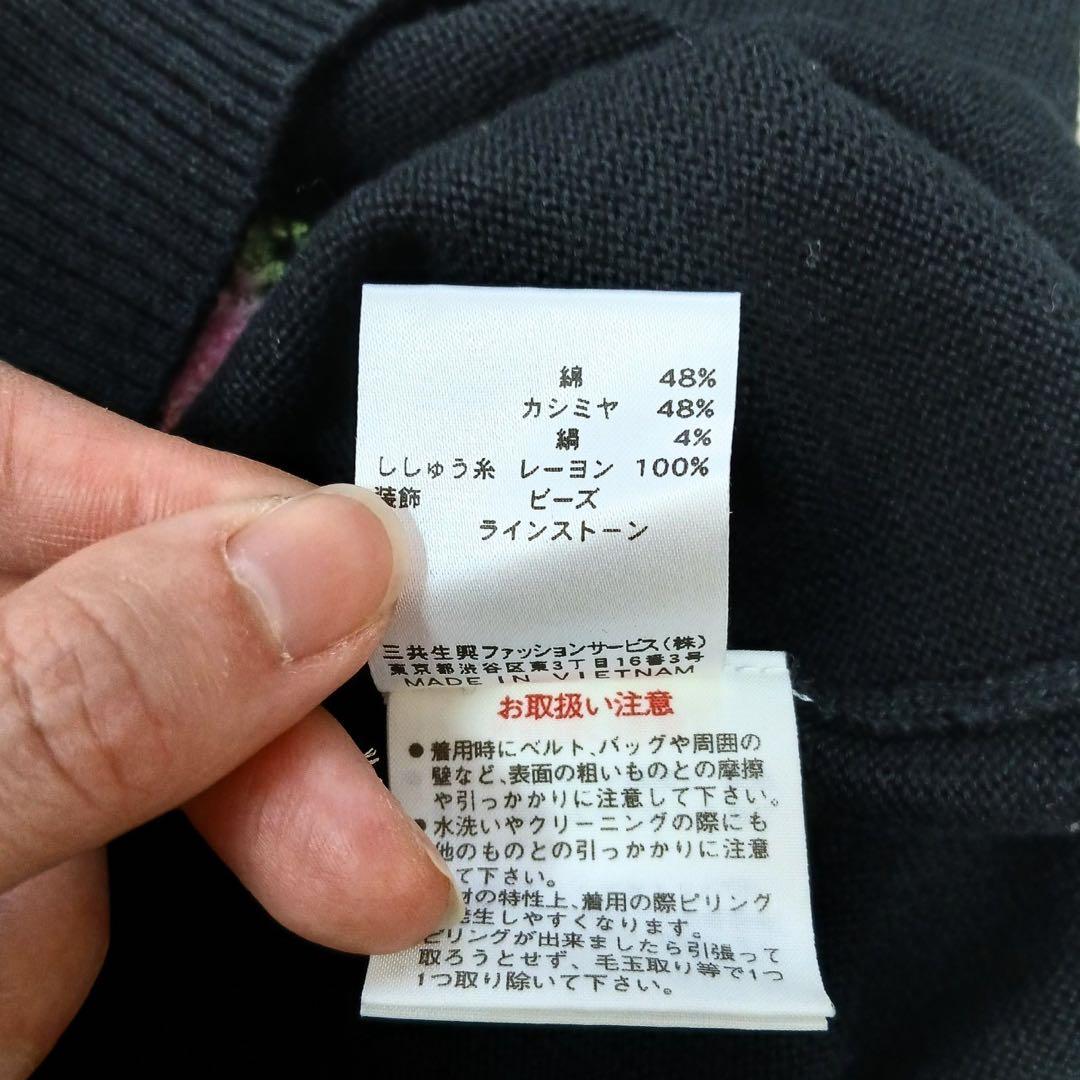 綿 48%
カシミヤ 48%
絹 4%
ししゅう糸 レーヨン 100%
装飾 ビーズ
ラインストーン
三共生興ファッションサービス(株)
東京都渋谷区東3丁目16番3号
MADE IN VIETNAM
お取扱い注意
●着用時にベルト、バッグや周囲の
壁など、表面の粗いものとの摩擦
や引っかかりに注意して下さい。
●水洗いやクリーニングの際にも
他のものとの引っかかりに注意
て下さい。
材の特性上、着用の際ピリング
発生しやすくなります。
ピリングが出来ましたら引張って
取ろうとせず、毛玉取り等で1つ
1つ取り除いて下さい。